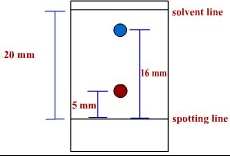 solvent line
20 mm
16 mm
5 mm
spotting line